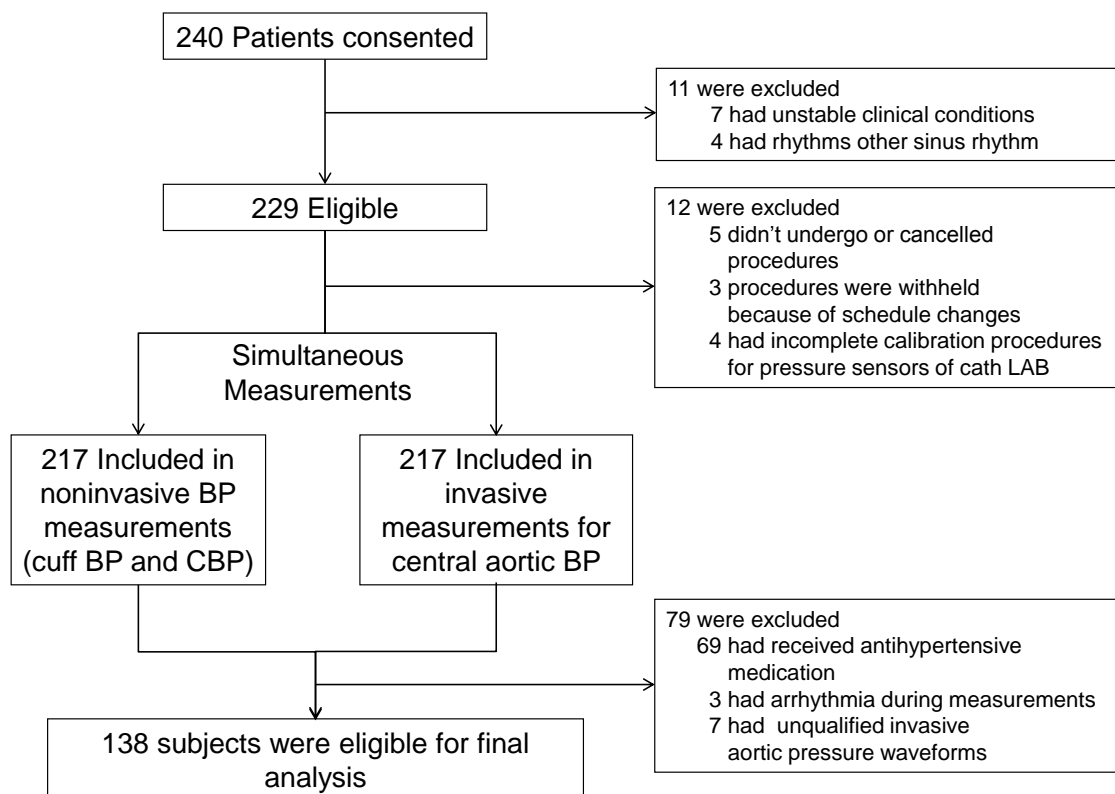 240 Patients consented
11 were excluded
7 had unstable clinical conditions
4 had rhythms other sinus rhythm
229 Eligible
12 were excluded
5 didn’t undergo or cancelled
procedures
3 procedures were withheld
because of schedule changes
4 had incomplete calibration procedures
for pressure sensors of cath LAB
Simultaneous
Measurements
217 Included in
noninvasive BP
measurements
(cuff BP and CBP)
217 Included in
invasive
measurements for
central aortic BP
79 were excluded
69 had received antihypertensive
medication
3 had arrhythmia during measurements
7 had unqualified invasive
aortic pressure waveforms
138 subjects were eligible for final
analysis